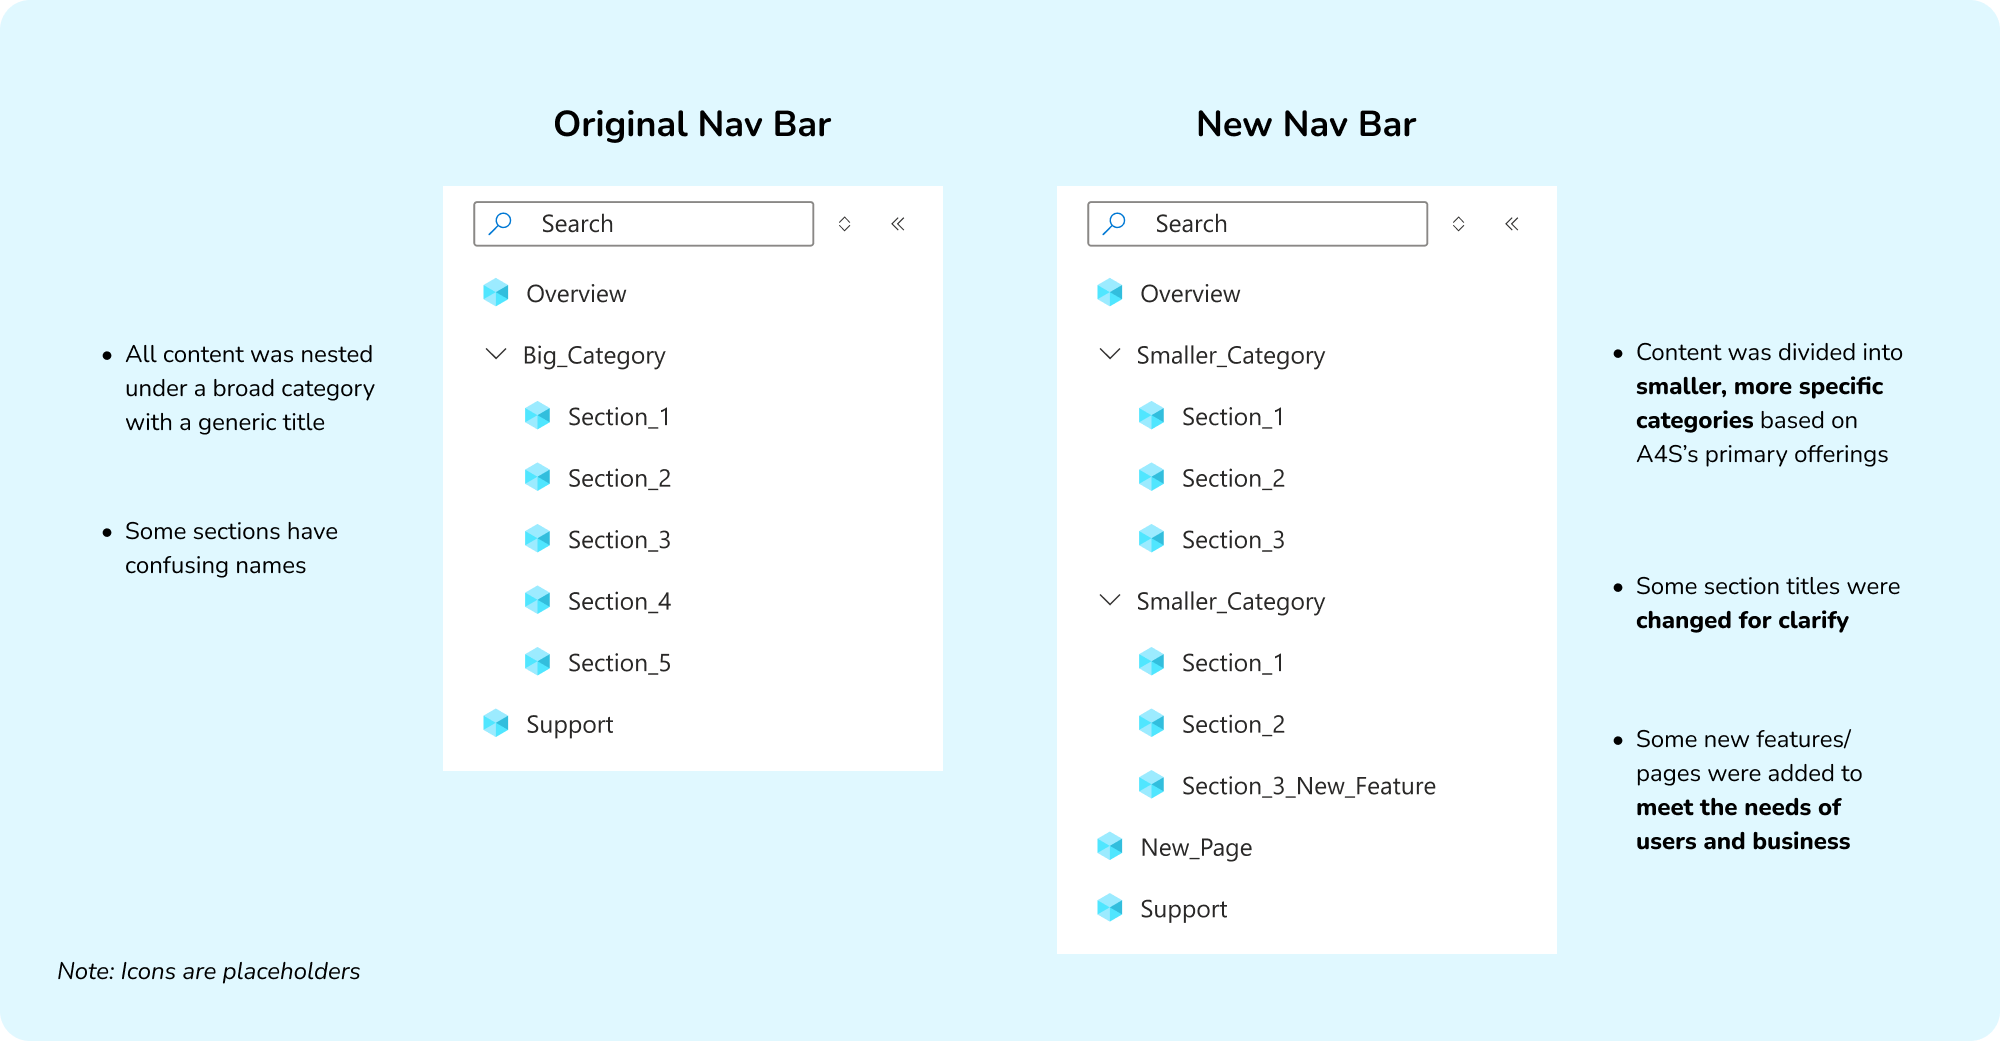 Original Nav Bar
Search
Overview
Big_Category
Section_1
Section_2
Section_3
Section_4
Section_5
Support
• All content was nested
under a broad category
with a generic title
• Some sections have
confusing names
New Nav Bar
Search
Overview
Smaller_Category
Section_1
Section_2
Section_3
Smaller_Category
Section_1
Section_2
Section_3_New_Feature
New_Page
Support
• Content was divided into
smaller, more specific
categories based on
A4S’s primary offerings
• Some section titles were
changed for clarify
• Some new features/
pages were added to
meet the needs of
users and business
Note: Icons are placeholders